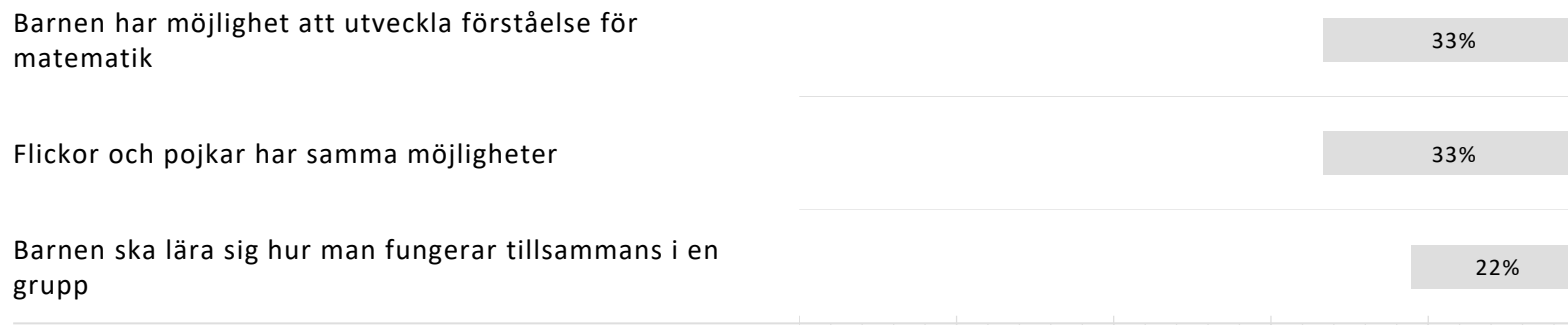 Barnen har möjlighet att utveckla förståelse för
matematik
33%
Flickor och pojkar har samma möjligheter
33%
Barnen ska lära sig hur man fungerar tillsammans i en
grupp
22%